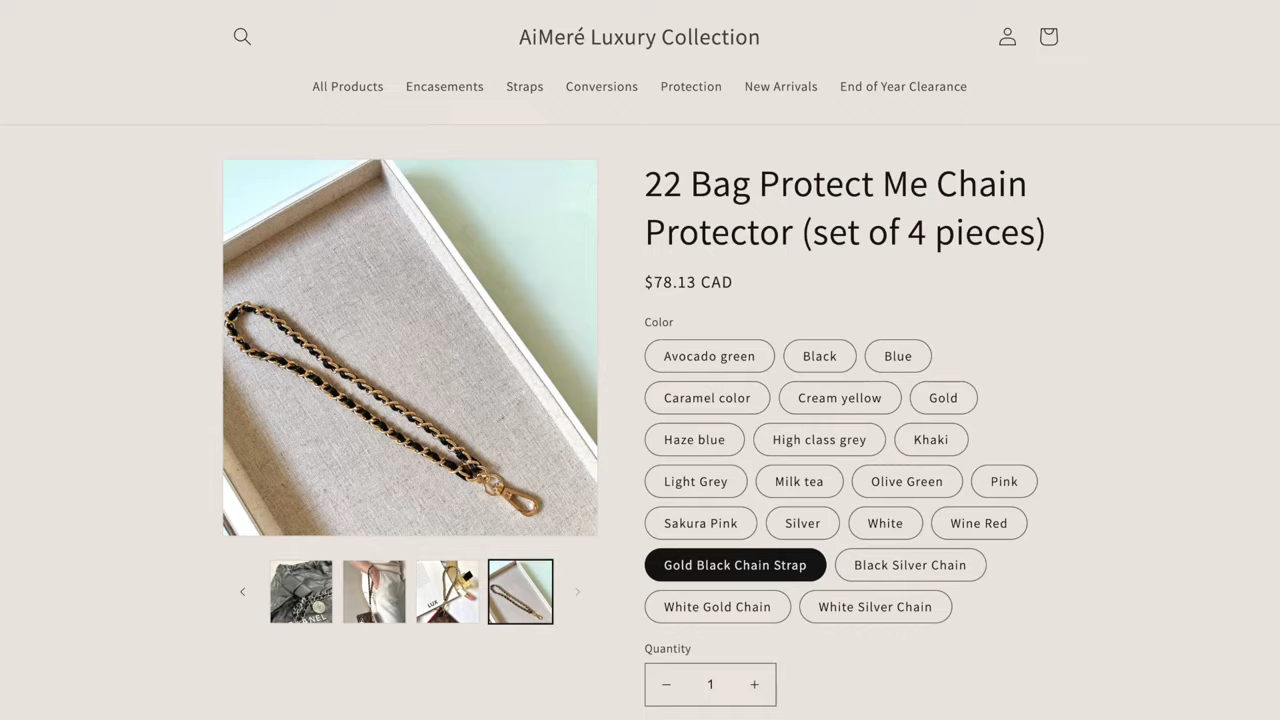 AiMeré Luxury Collection
All Products Encasements Straps Conversions Protection New Arrivals End of Year Clearance
22 Bag Protect Me Chain
Protector (set of 4 pieces)
$78.13 CAD
Color
Avocado green Black Blue
Caramel color Cream yellow Gold
Haze blue High class grey Khaki
Light Grey Milk tea Olive Green Pink
Sakura Pink Silver White Wine Red
Gold Black Chain Strap Black Silver Chain
White Gold Chain White Silver Chain
LUX
Quantity
− 1 +